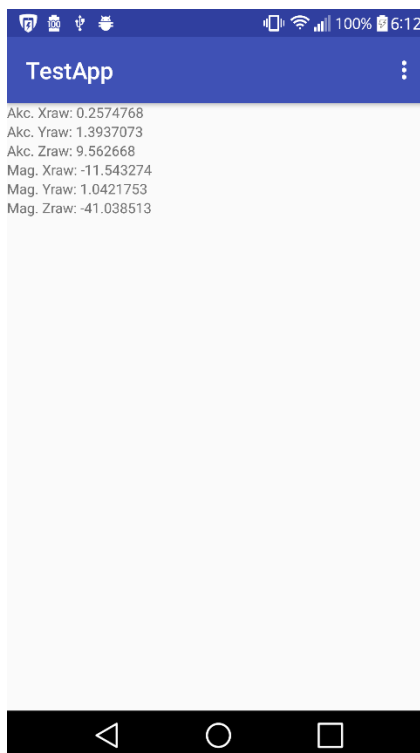 100% 6:12
TestApp
Akc. Xraw: 0.2574768
Akc. Yraw: 1.3937073
Akc. Zraw: 9.562668
Mag. Xraw: -11.543274
Mag. Yraw: 1.0421753
Mag. Zraw: -41.038513